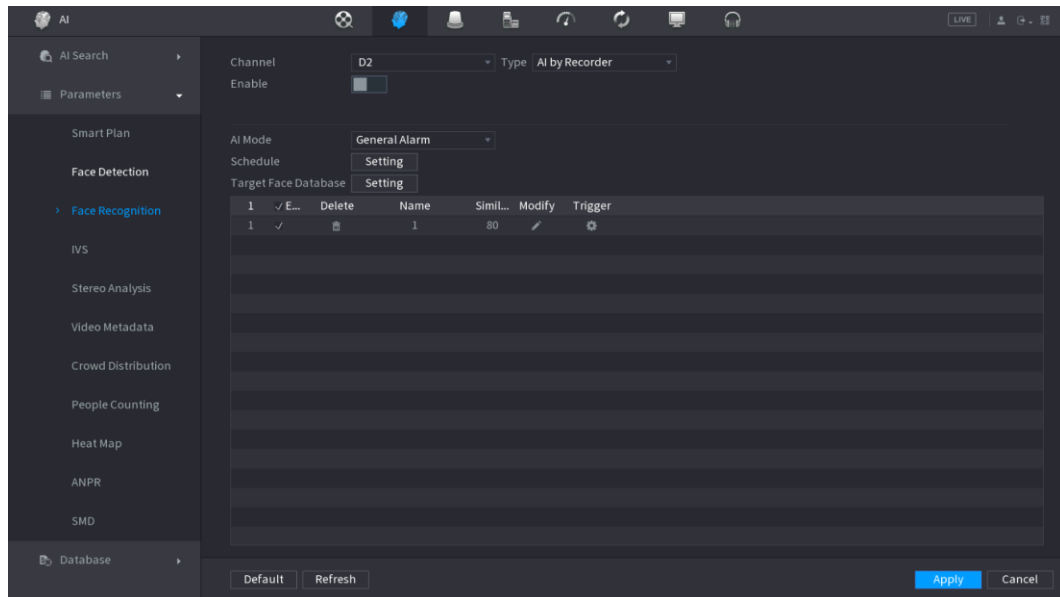 AI
LIVE
AI Search
Parameters
Smart Plan
Face Detection
Face Recognition
IVS
Stereo Analysis
Video Metadata
Crowd Distribution
People Counting
Heat Map
ANPR
SMD
Database
Channel D2 Type AI by Recorder
Enable
AI Mode General Alarm
Schedule Setting
Target Face Database Setting
1 E... Delete Name Simil... Modify Trigger
1 1 80
Default Refresh Apply Cancel